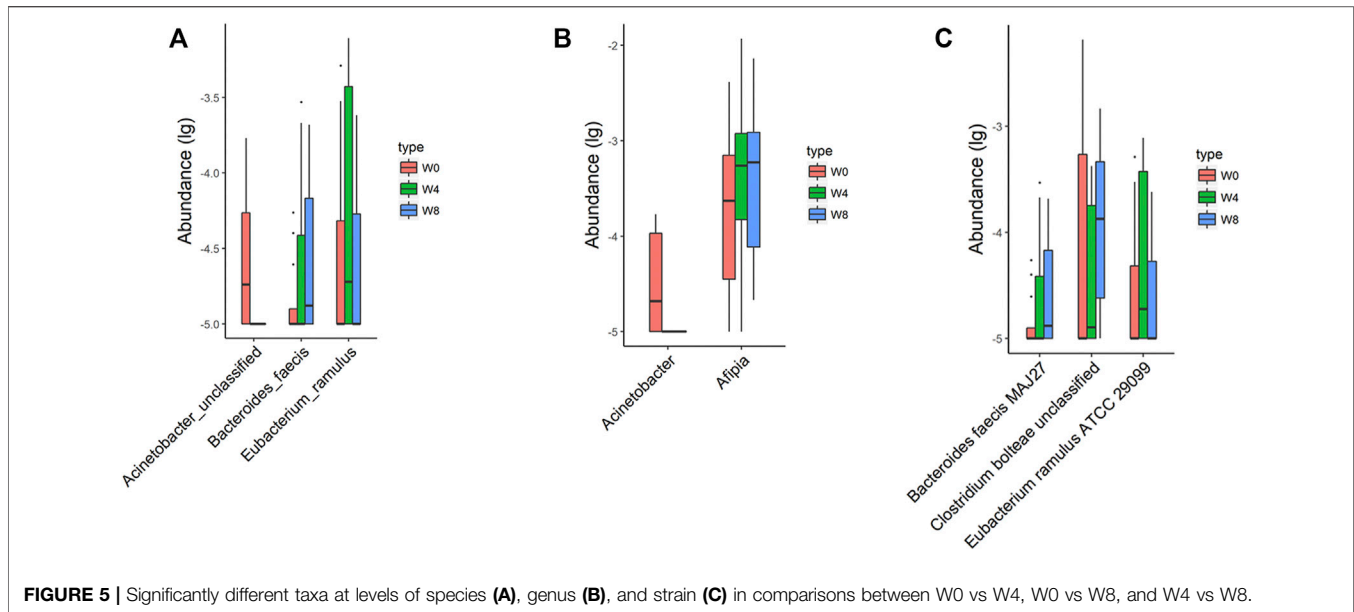 A
Abundance (lg)
-3.5
-4.0
-4.5
-5.0
Acinetobacter_unclassified
Bacteroides_faecis
Eubacterium_ramulus
type
W0
W4
W8
B
Abundance (lg)
-2
-3
-4
-5
Acinetobacter
Afipia
type
W0
W4
W8
C
Abundance (lg)
-3
-4
-5
Bacteroides faecis MAJ27
Clostridium bolteae unclassified
Eubacterium ramulus ATCC 29099
type
W0
W4
W8
FIGURE 5 | Significantly different taxa at levels of species (A), genus (B), and strain (C) in comparisons between W0 vs W4, W0 vs W8, and W4 vs W8.